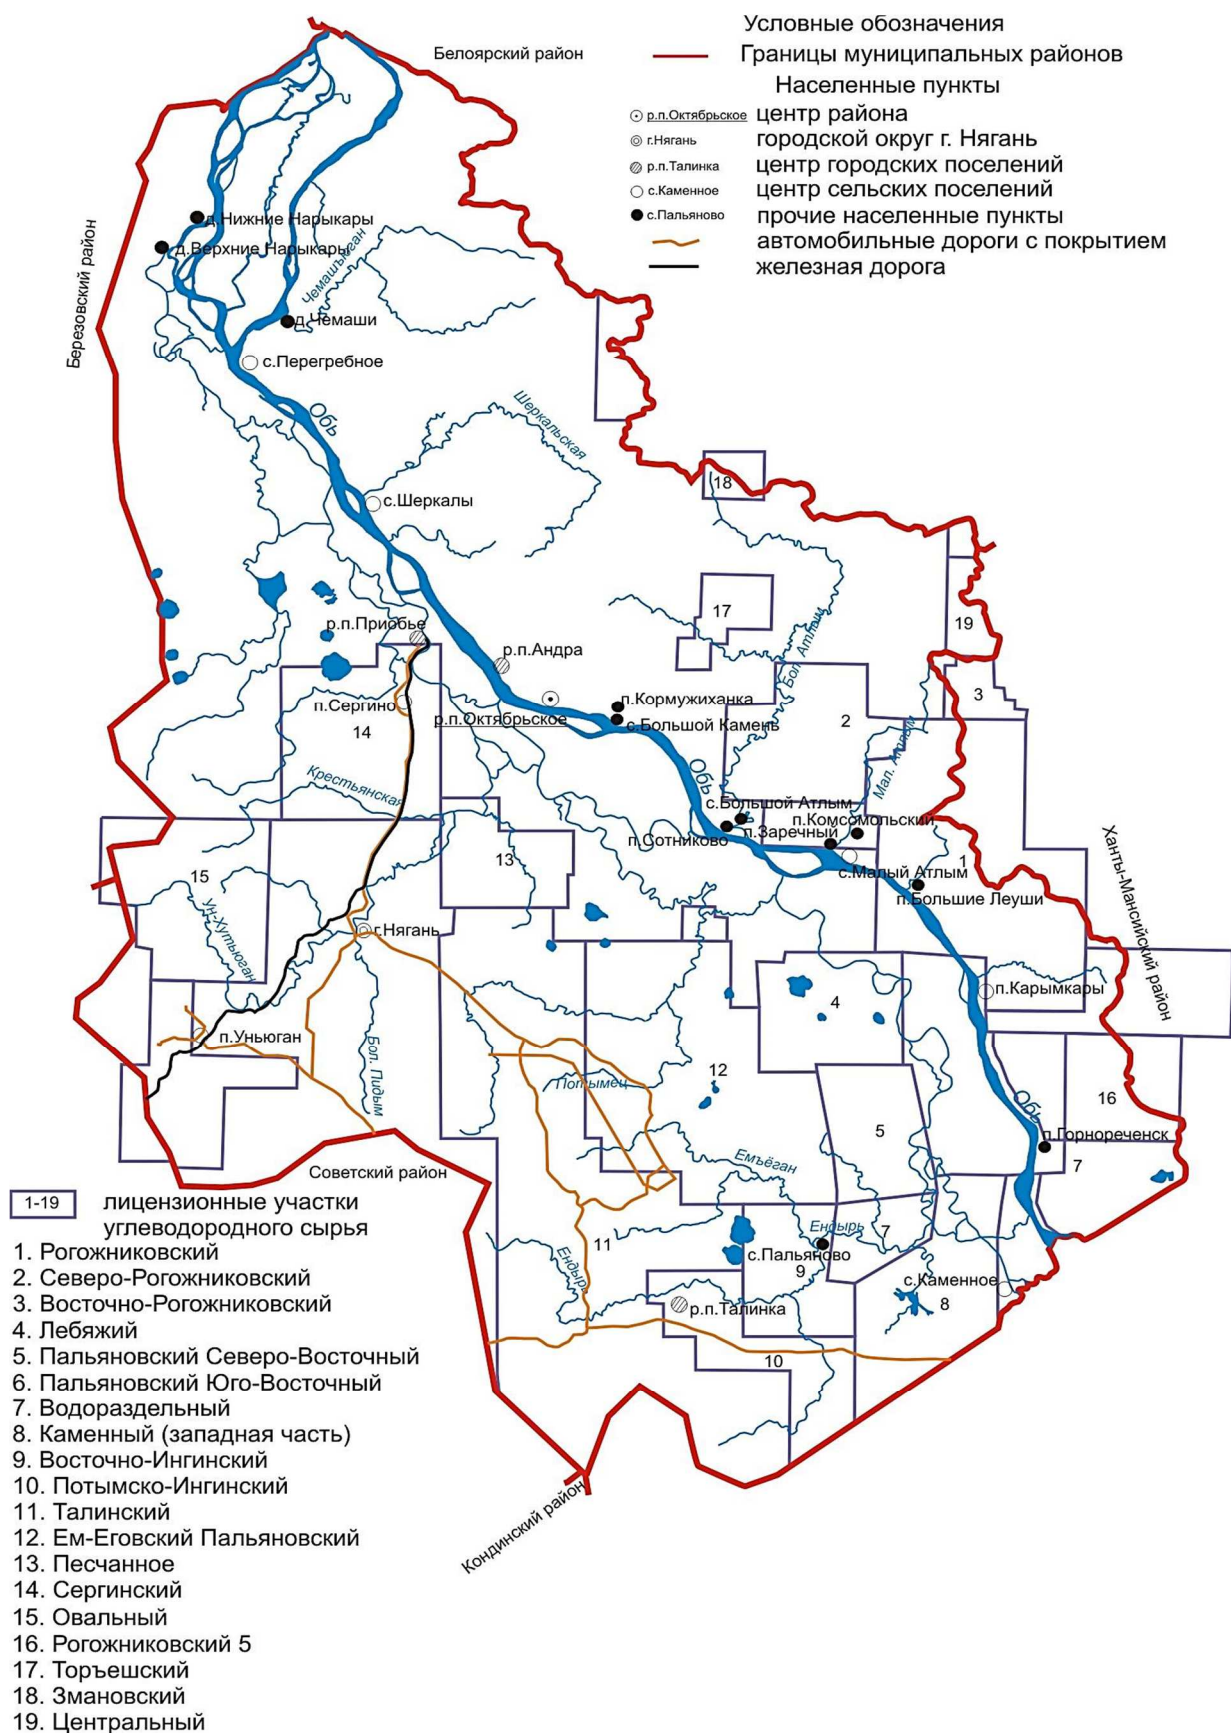 Условные обозначения
Границы муниципальных районов
Населенные пункты
р.п.Октябрьское центр района
г.Нягань городской округ г. Нягань
р.п.Талинка центр городских поселений
с.Каменное центр сельских поселений
с.Пальяново прочие населенные пункты
автомобильные дороги с покрытием
железная дорога
Белоярский район
Березовский район
д.Нижние Нарыкары
д.Верхние Нарыкары
Чемашъюган
д.Чемаши
с.Перегребное
Обь
Шеркальская
с.Шеркалы
18
17
Бол. Атлым
19
р.п.Приобье
р.п.Андра
3
п.Сергино
п.Кормужиханка
р.п.Октябрьское
с.Большой Камень
14
2
Мал. Атлым
Крестьянская
Обь
с.Большой Атлым
п.Комсомольский
п.Сотниково
п.Заречный
13
с.Малый Атлым
1
Ханты-Мансийский район
15
п.Большие Леуши
Ун-Хутыюган
г.Нягань
п.Карымкары
4
п.Уньюган
Бол. Пидым
Потымец
12
16
Обь
5
п.Горнореченск
7
Емъёган
Советский район
Ендырь
7
11
с.Пальяново
Ендырь
9
с.Каменное
8
р.п.Талинка
10
Кондинский район
1-19 лицензионные участки
углеводородного сырья
1. Рогожниковский
2. Северо-Рогожниковский
3. Восточно-Рогожниковский
4. Лебяжий
5. Пальяновский Северо-Восточный
6. Пальяновский Юго-Восточный
7. Водораздельный
8. Каменный (западная часть)
9. Восточно-Ингинский
10. Потымско-Ингинский
11. Талинский
12. Ем-Еговский Пальяновский
13. Песчанное
14. Сергинский
15. Овальный
16. Рогожниковский 5
17. Торъешский
18. Змановский
19. Центральный